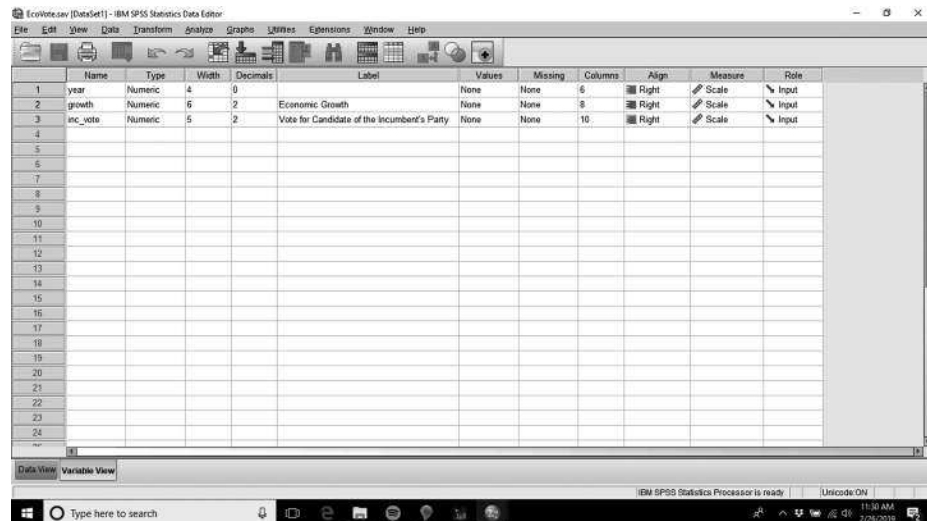 EcoVote.sav [DataSet1] - IBM SPSS Statistics Data Editor
File Edit View Data Transform Analyze Graphs Utilities Extensions Window Help
Name Type Width Decimals Label Values Missing Columns Align Measure Role
1 year Numeric 4 0 None None 6 Right Scale Input
2 growth Numeric 6 2 Economic Growth None None 8 Right Scale Input
3 inc_vote Numeric 5 2 Vote for Candidate of the Incumbent's Party None None 10 Right Scale Input
4
5
6
7
8
9
10
11
12
13
14
15
16
17
18
19
20
21
22
23
24
Data View Variable View
IBM SPSS Statistics Processor is ready Unicode:ON
Type here to search
11:30 AM
2/26/2019